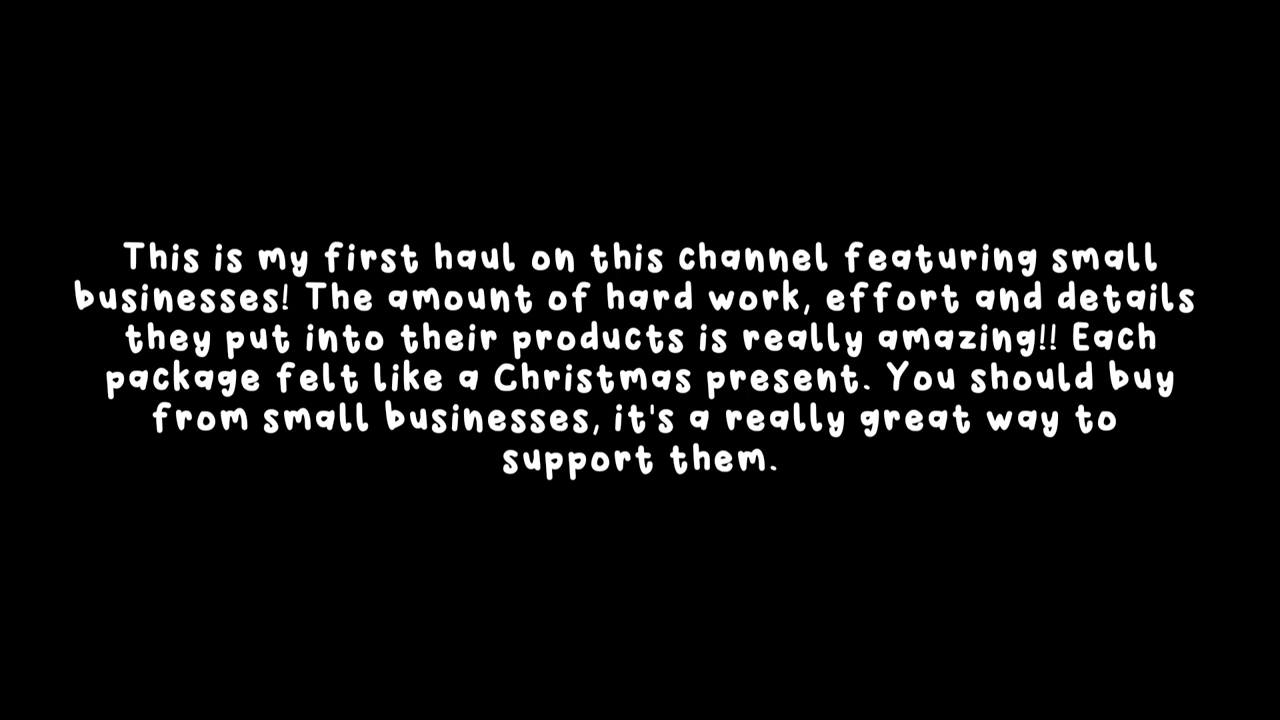 This is my first haul on this channel featuring small
businesses! The amount of hard work, effort and details
they put into their products is really amazing!! Each
package felt like a Christmas present. You should buy
from small businesses, it's a really great way to
support them.